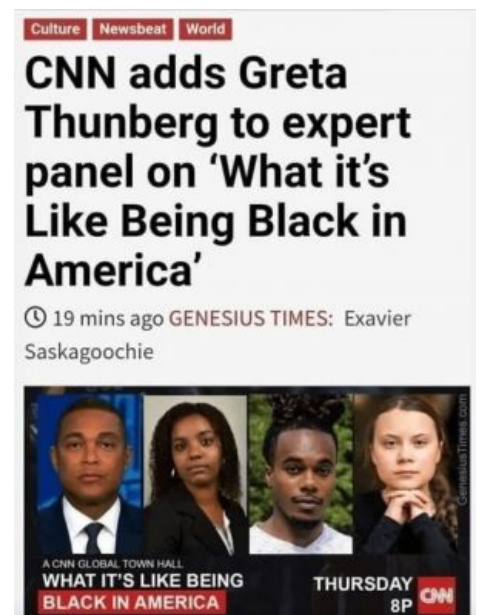 Culture Newsbeat World
CNN adds Greta
Thunberg to expert
panel on ‘What it’s
Like Being Black in
America’
19 mins ago GENESIUS TIMES: Exavier
Saskagoochie
GenesiusTimes.com
A CNN GLOBAL TOWN HALL
WHAT IT'S LIKE BEING
BLACK IN AMERICA
THURSDAY
8P CNN